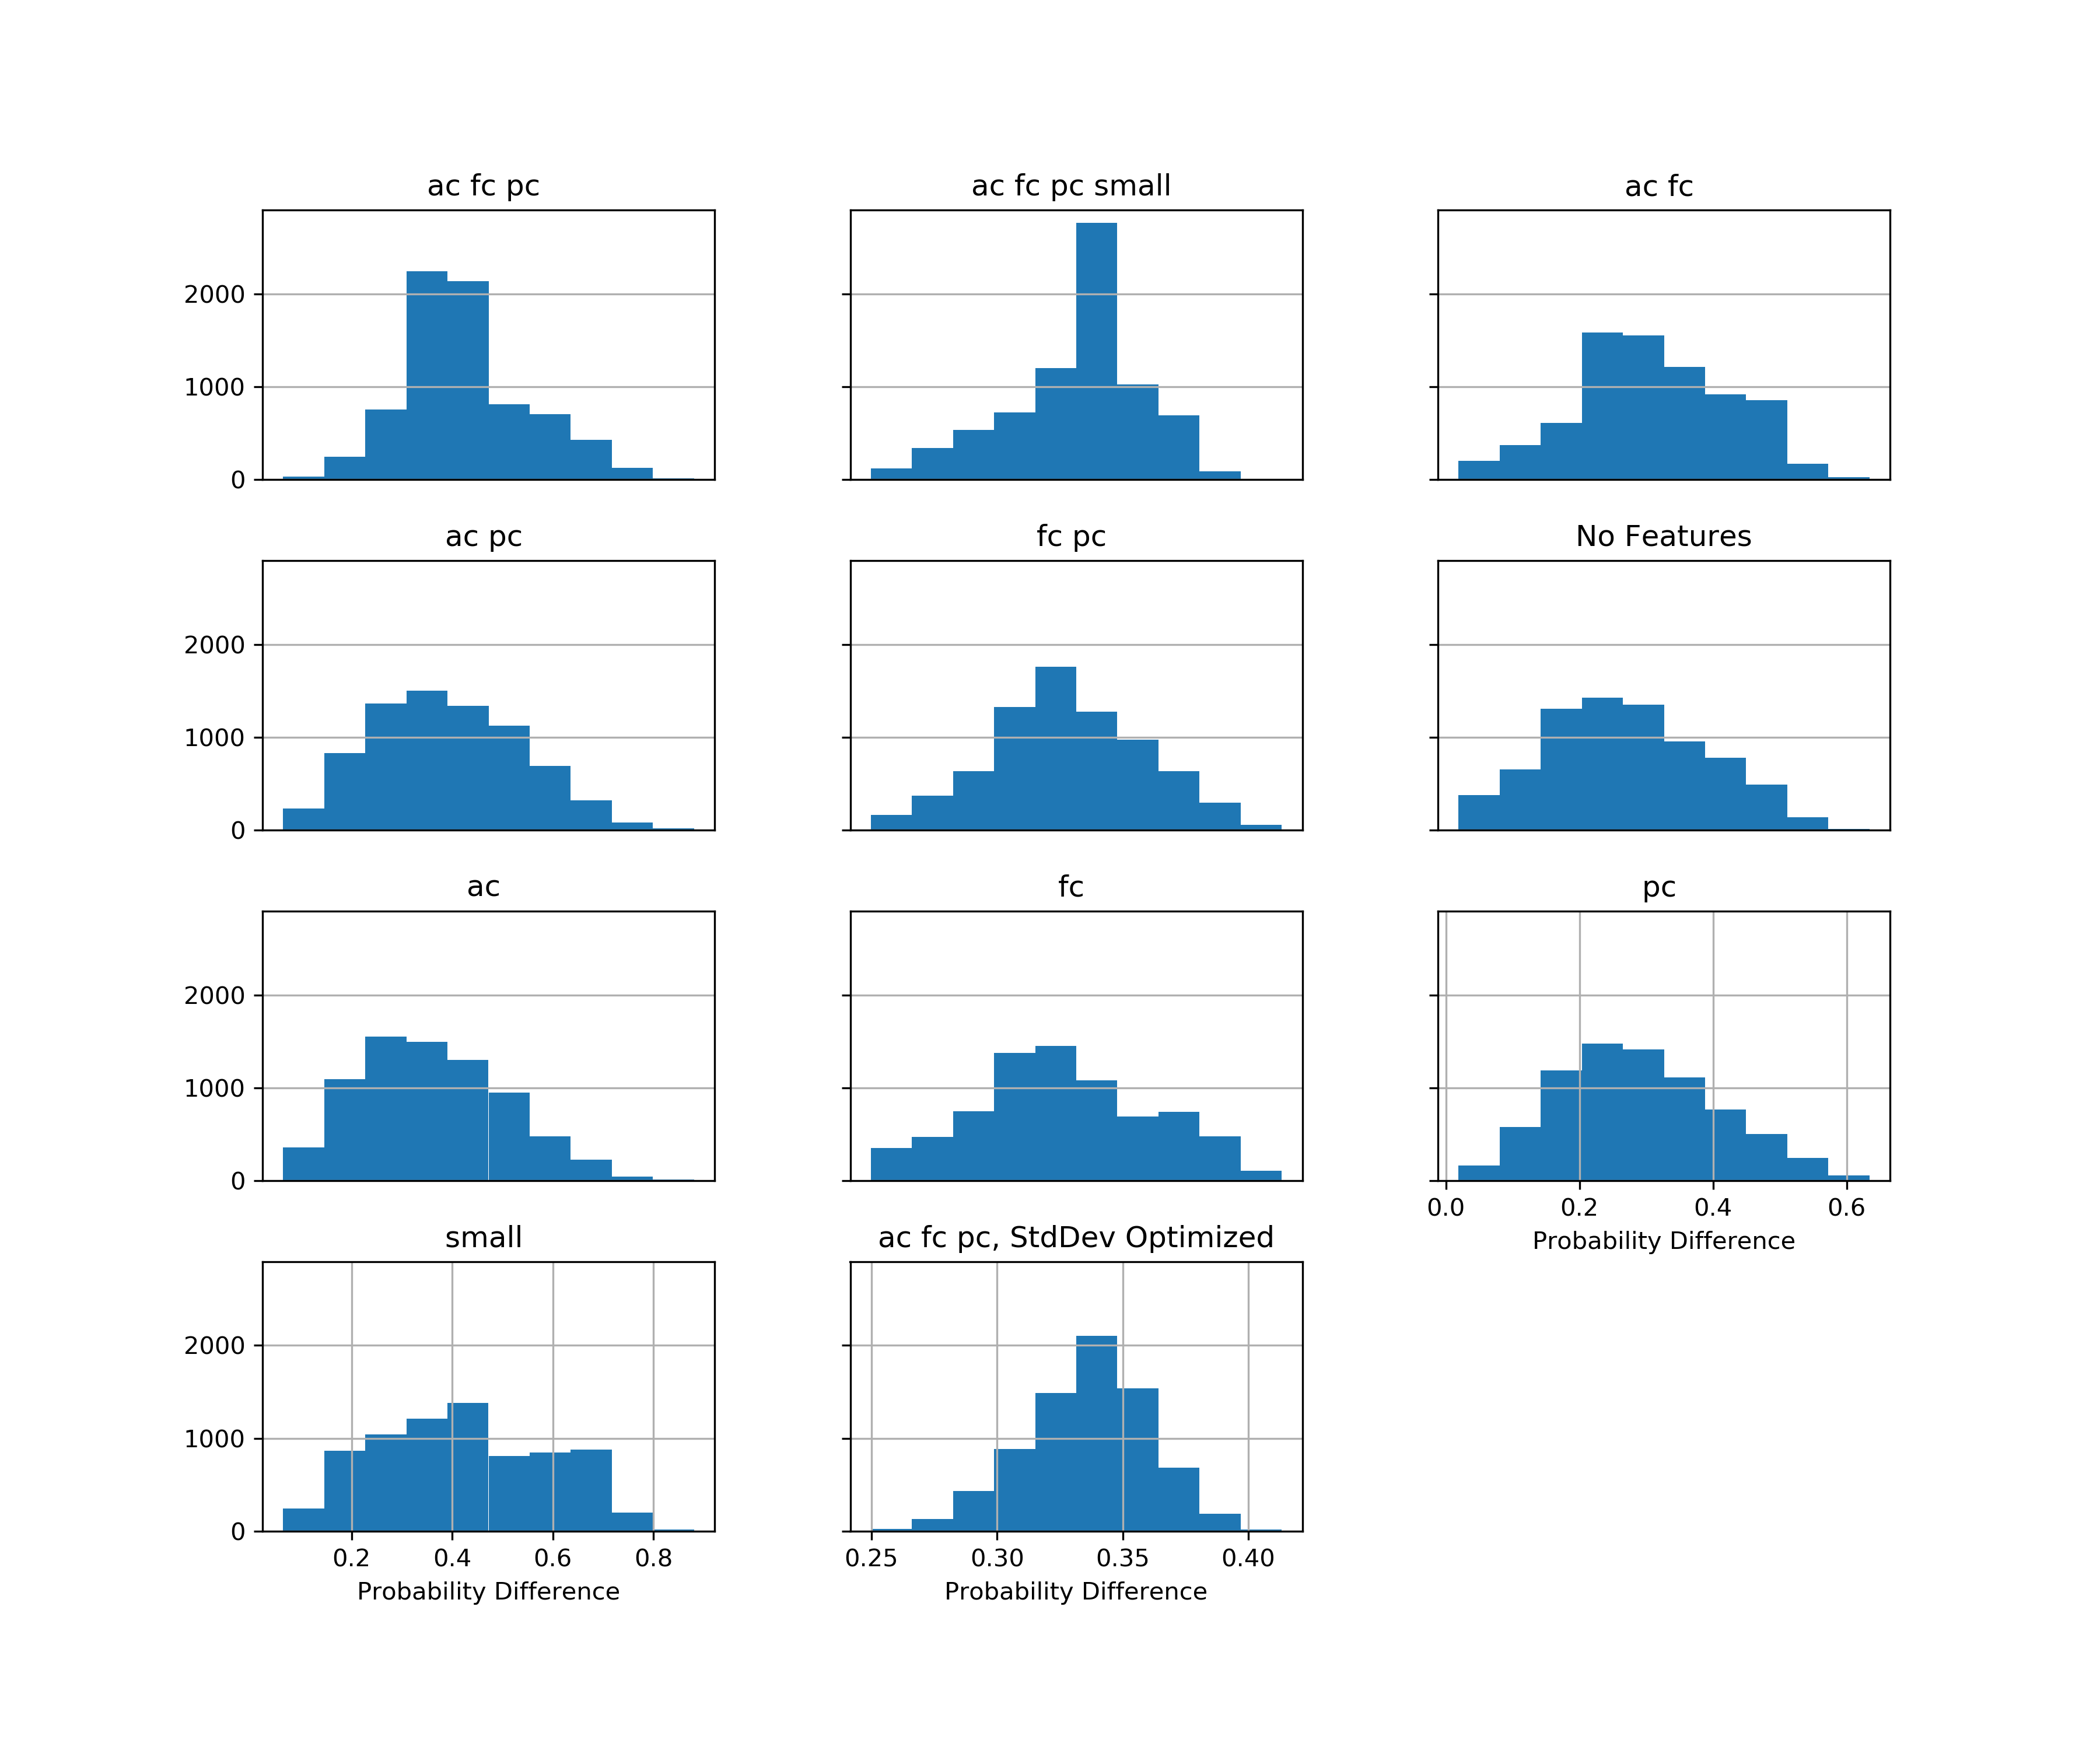 ac fc pc
ac fc pc small
ac fc
2000
1000
0
ac pc
fc pc
No Features
2000
1000
0
ac
fc
pc
2000
1000
0
0.0 0.2 0.4 0.6
Probability Difference
small
ac fc pc, StdDev Optimized
2000
1000
0
0.2 0.4 0.6 0.8
Probability Difference
0.25 0.30 0.35 0.40
Probability Difference